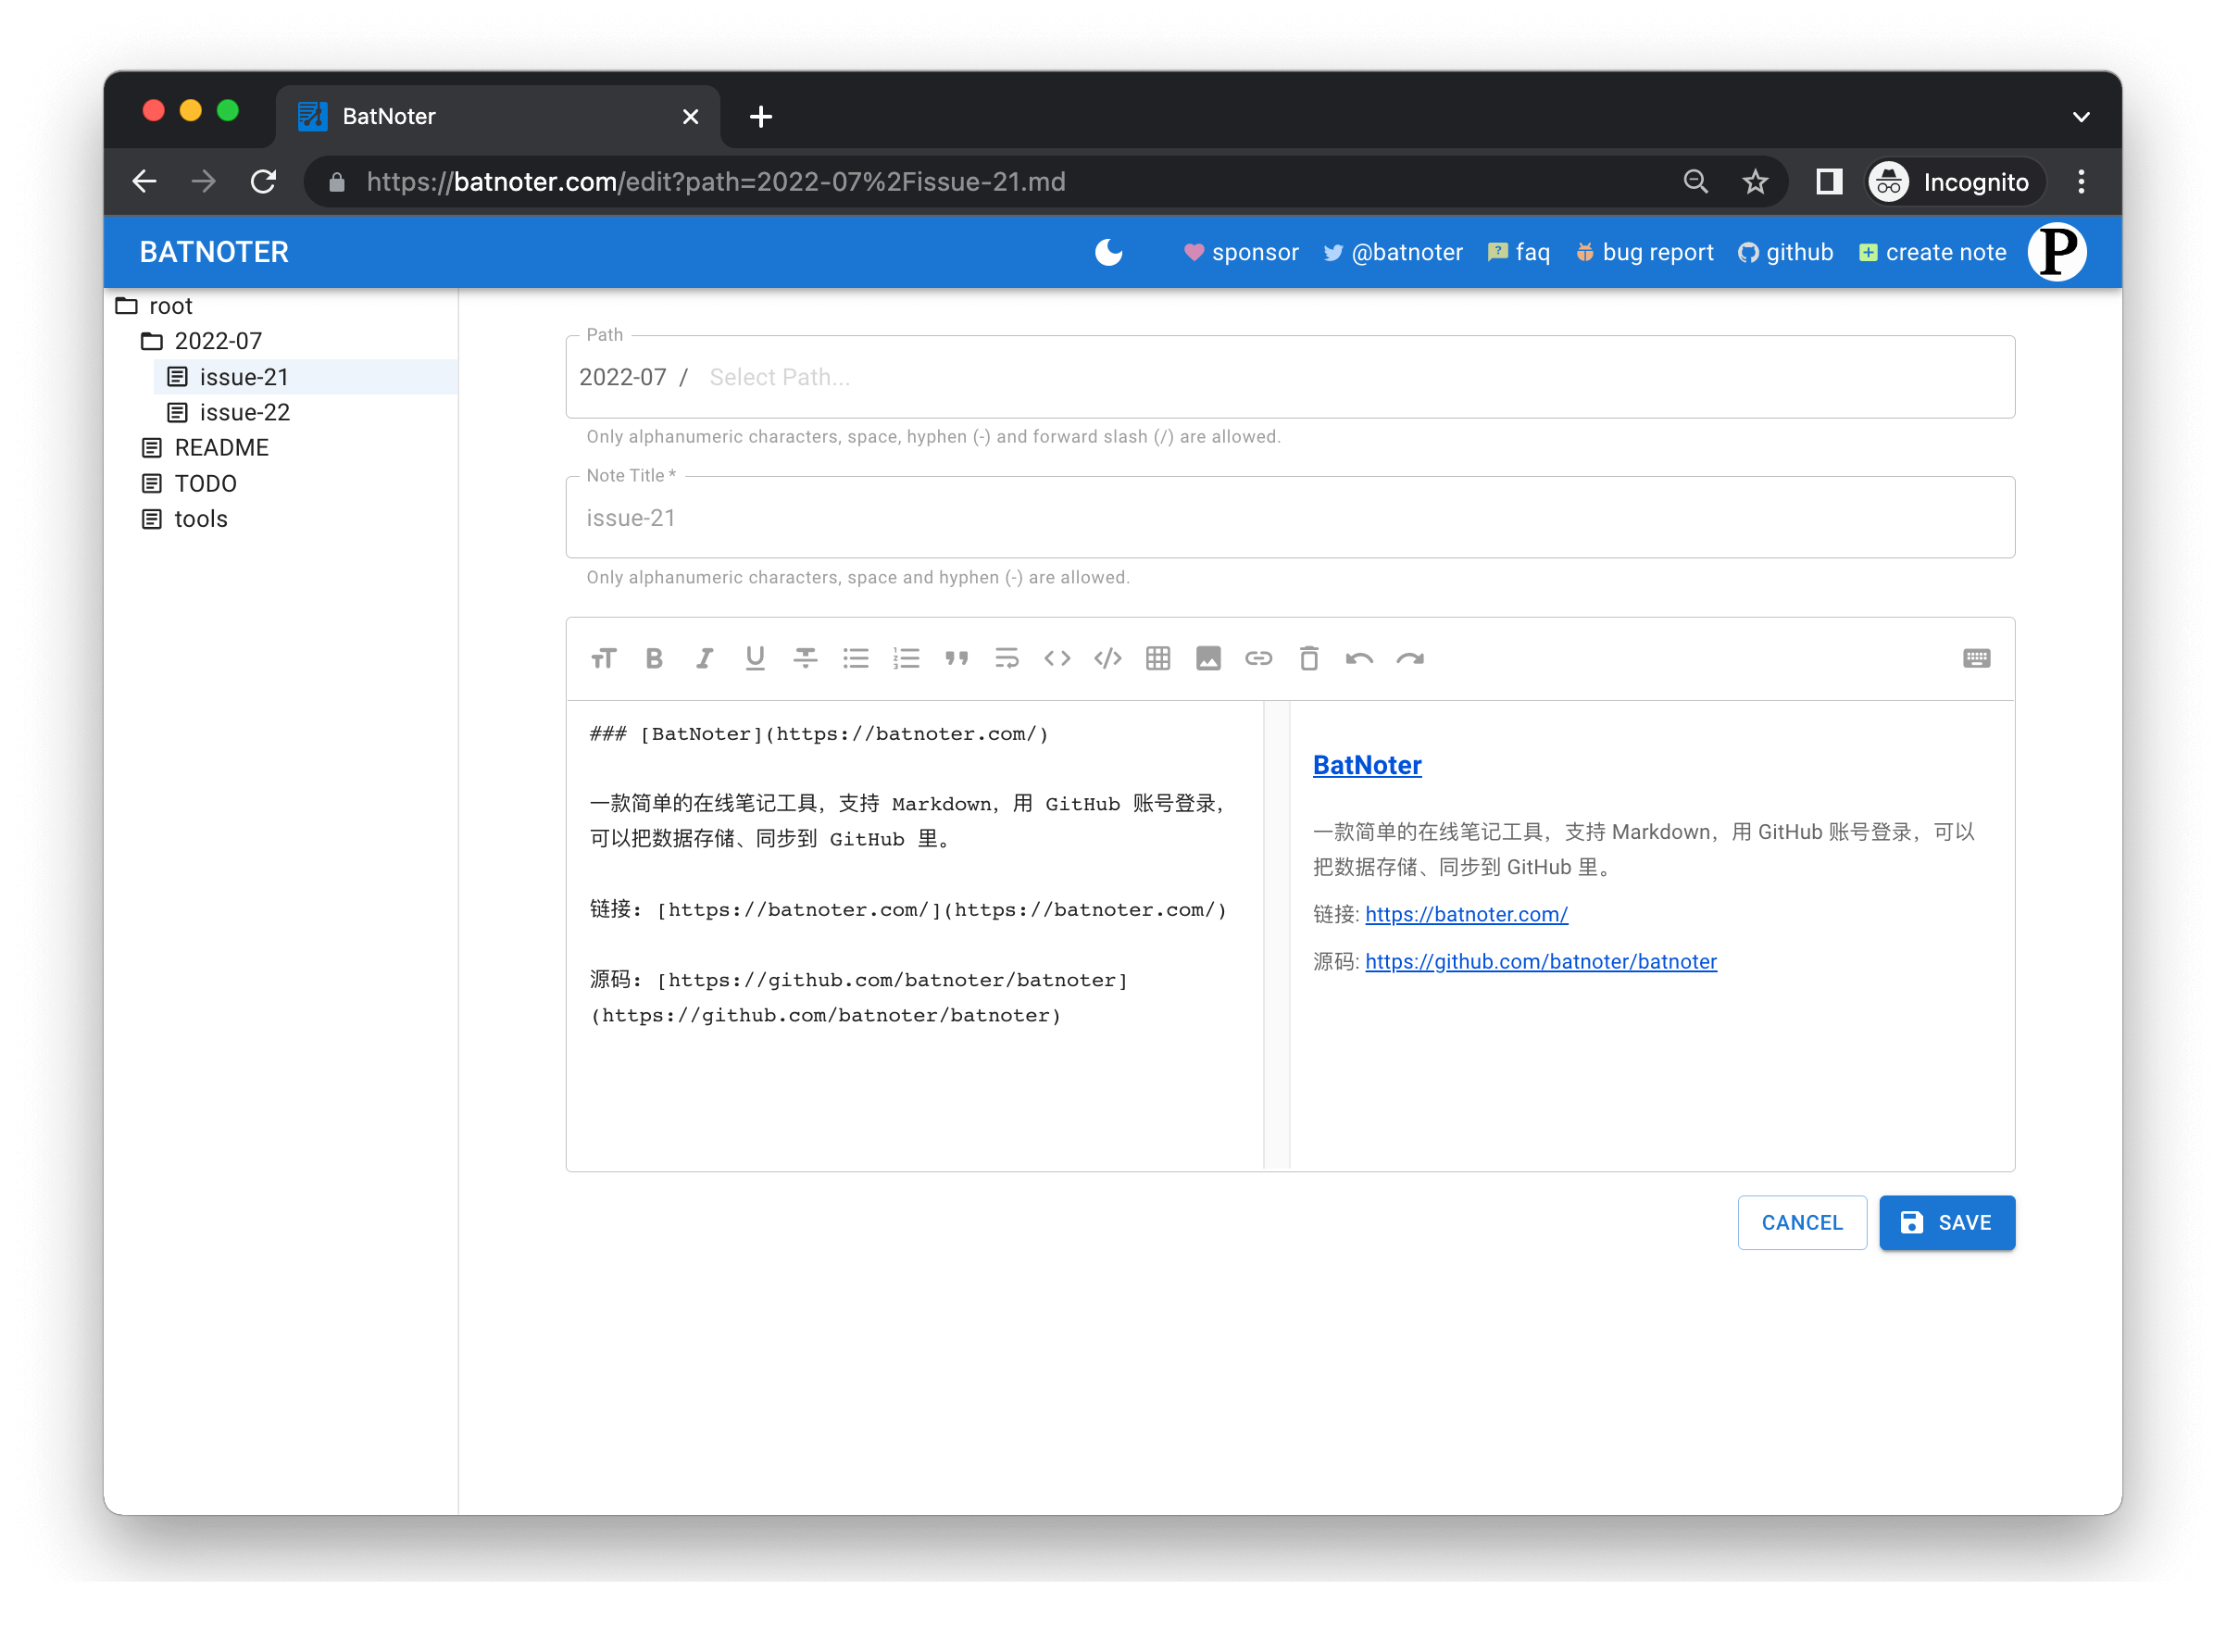 BatNoter
https://batnoter.com/edit?path=2022-07%2Fissue-21.md
Incognito
BATNOTER
sponsor
@batnoter
faq
bug report
github
create note
P
root
2022-07
issue-21
issue-22
README
TODO
tools
Path
2022-07 / Select Path...
Only alphanumeric characters, space, hyphen (-) and forward slash (/) are allowed.
Note Title *
issue-21
Only alphanumeric characters, space and hyphen (-) are allowed.
### [BatNoter](https://batnoter.com/)
一款简单的在线笔记工具，支持 Markdown，用 GitHub 账号登录，
可以把数据存储、同步到 GitHub 里。
链接: [https://batnoter.com/](https://batnoter.com/)
源码: [https://github.com/batnoter/batnoter]
(https://github.com/batnoter/batnoter)
BatNoter
一款简单的在线笔记工具，支持 Markdown，用 GitHub 账号登录，可以
把数据存储、同步到 GitHub 里。
链接: https://batnoter.com/
源码: https://github.com/batnoter/batnoter
CANCEL
SAVE